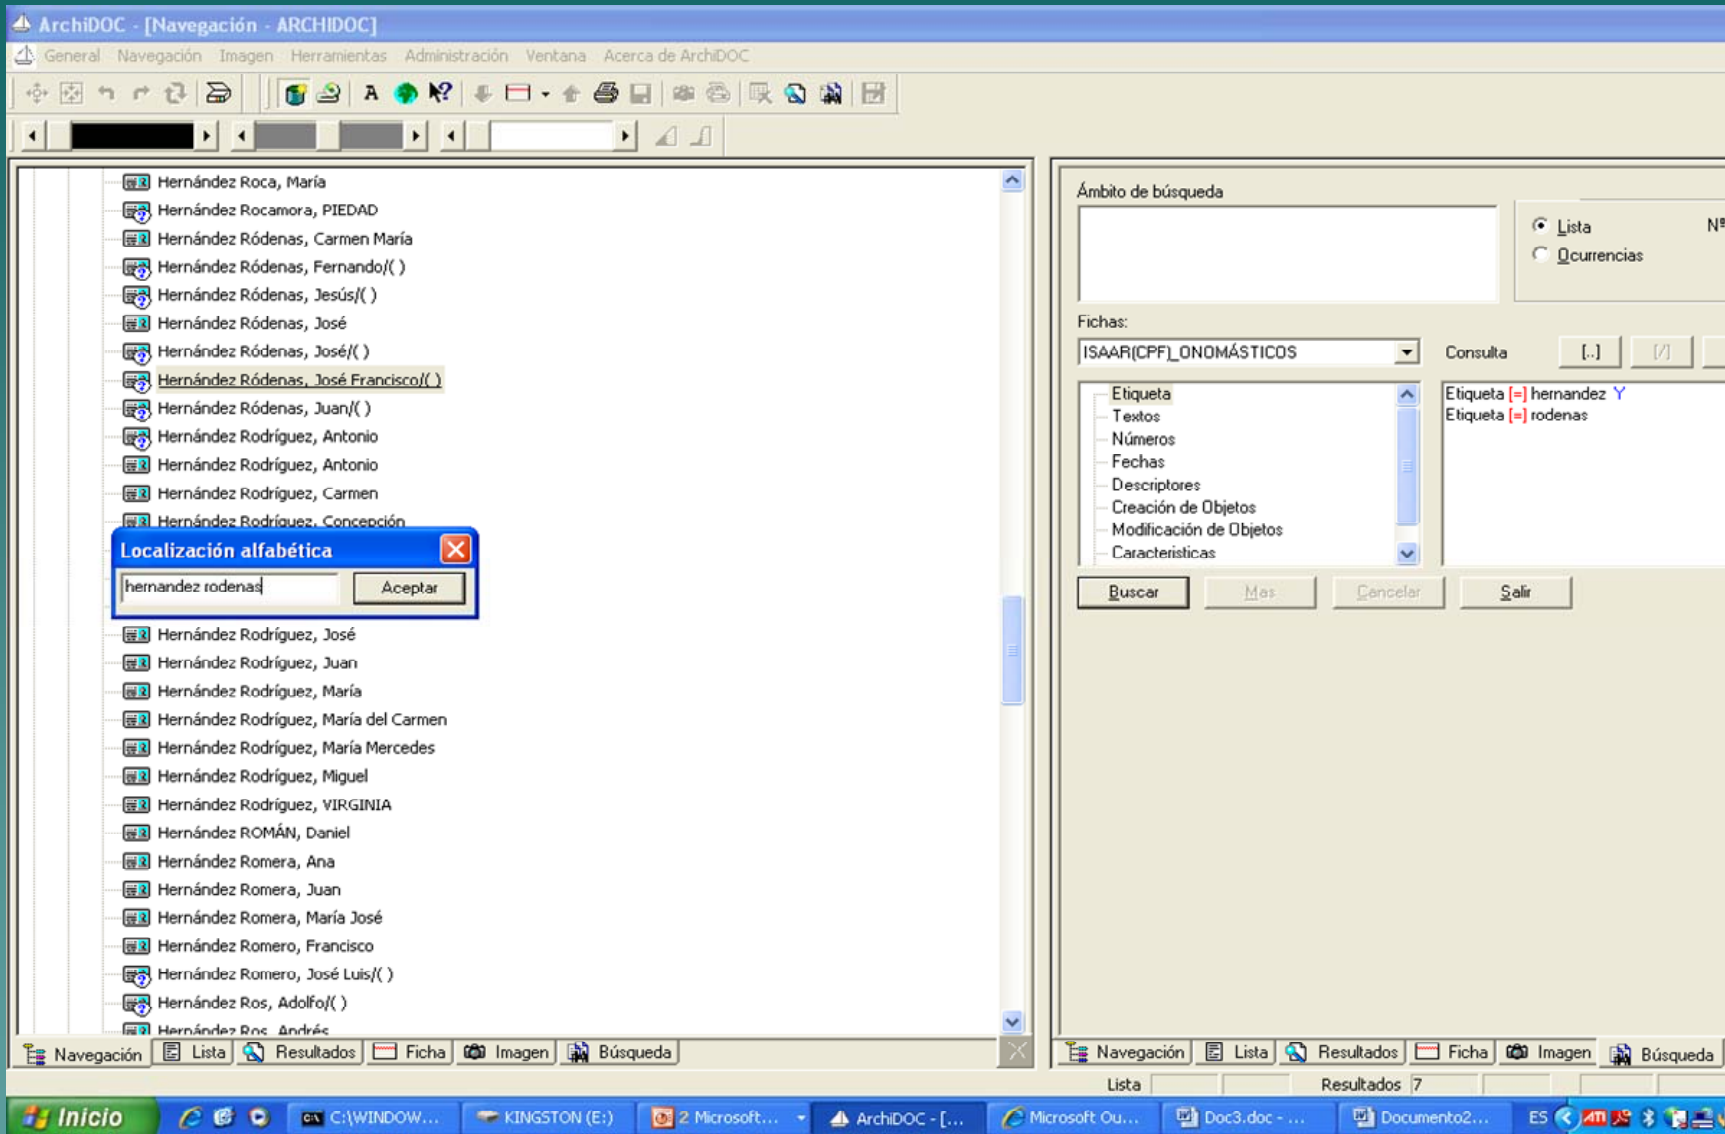 ArchiDOC - [Navegación - ARCHIDOC]
General Navegación Imagen Herramientas Administración Ventana Acerca de ArchiDOC
Hernández Roca, María
Hernández Rocamora, PIEDAD
Hernández Ródenas, Carmen María
Hernández Ródenas, Fernando/( )
Hernández Ródenas, Jesús/( )
Hernández Ródenas, José
Hernández Ródenas, José/( )
Hernández Ródenas, José Francisco/( )
Hernández Ródenas, Juan/( )
Hernández Rodríguez, Antonio
Hernández Rodríguez, Antonio
Hernández Rodríguez, Carmen
Hernández Rodríguez, Concepción
Localización alfabética
hernandez rodenas Aceptar
Hernández Rodríguez, José
Hernández Rodríguez, Juan
Hernández Rodríguez, María
Hernández Rodríguez, María del Carmen
Hernández Rodríguez, María Mercedes
Hernández Rodríguez, Miguel
Hernández Rodríguez, VIRGINIA
Hernández ROMÁN, Daniel
Hernández Romera, Ana
Hernández Romera, Juan
Hernández Romera, María José
Hernández Romero, Francisco
Hernández Romero, José Luis/( )
Hernández Ros, Adolfo/( )
Hernández Ros, Andrés
Navegación Lista Resultados Ficha Imagen Búsqueda
Ámbito de búsqueda
Lista Nº
Ocurrencias
Fichas:
ISAAR(CPF)_ONOMÁSTICOS Consulta [..] [/]
Etiqueta
Textos
Números
Fechas
Descriptores
Creación de Objetos
Modificación de Objetos
Caracteristicas
Etiqueta [=] hernandez Y
Etiqueta [=] rodenas
Buscar Mas Cancelar Salir
Navegación Lista Resultados Ficha Imagen Búsqueda
Lista Resultados 7
Inicio C:\WINDOW... KINGSTON (E:) 2 Microsoft... ArchiDOC - [... Microsoft Ou... Doc3.doc - ... Documento2... ES ATI